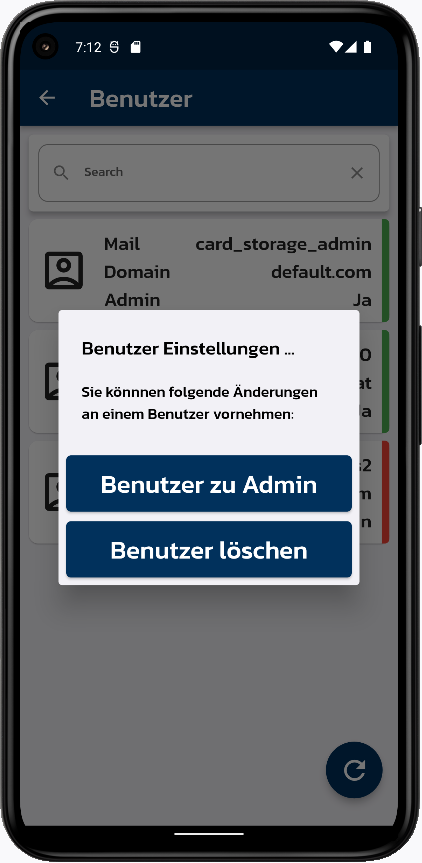 7:12
Benutzer
Search
Mail card_storage_admin
Domain default.com
Admin Ja
Benutzer Einstellungen ...
Sie könnnen folgende Änderungen
an einem Benutzer vornehmen:
Benutzer zu Admin
Benutzer löschen